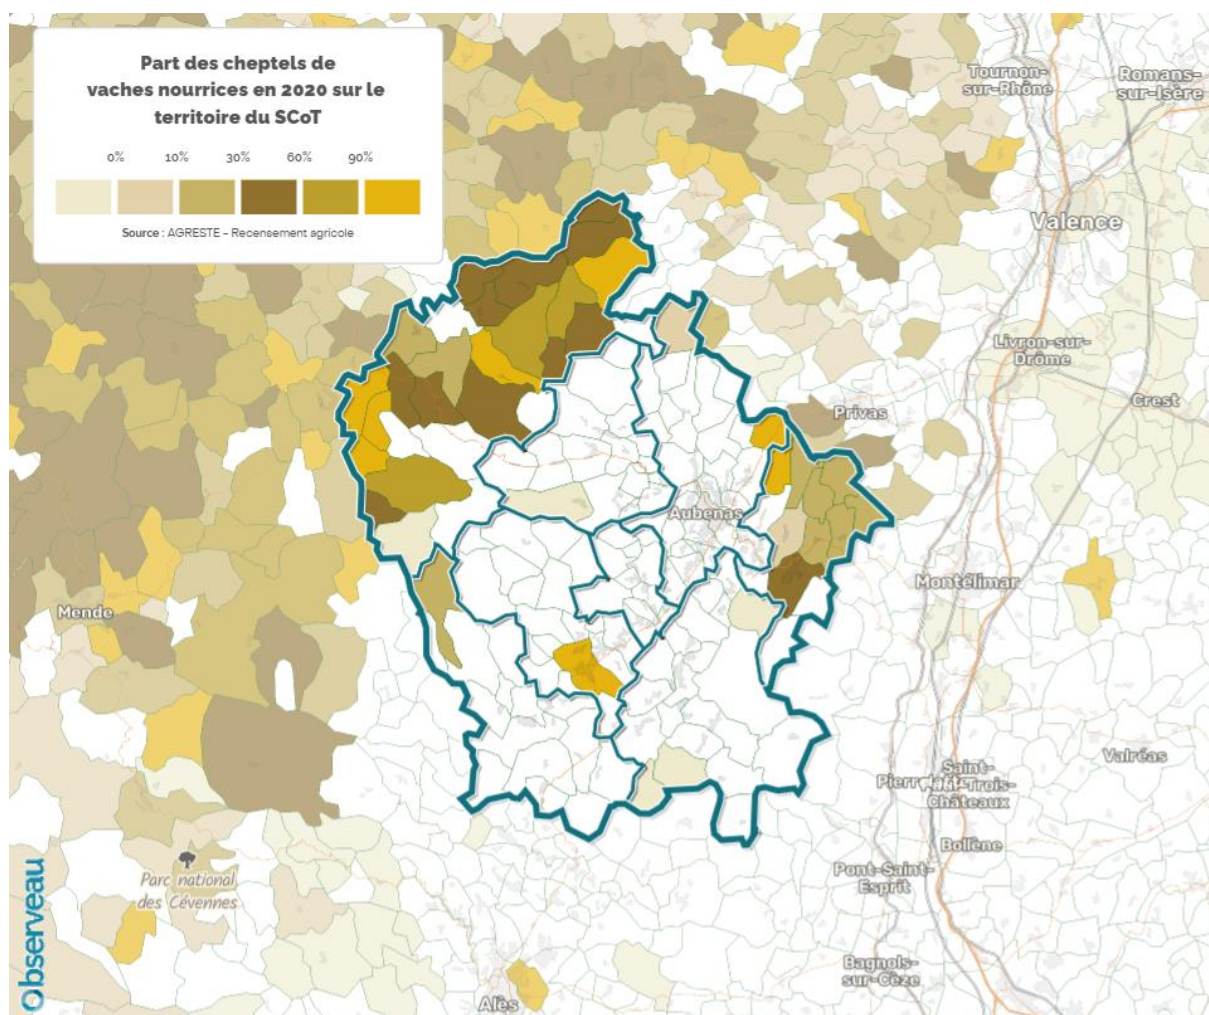 Part des cheptels de
vaches nourrices en 2020 sur le
territoire du SCoT
0% 10% 30% 60% 90%
Source : AGRESTE – Recensement agricole
Tournon-
sur-Rhône
Romans-
sur-Isère
Valence
Livron-sur-
Drôme
Crest
Privas
Aubenas
Montélimar
Mende
Valréas
Saint-
Trois-
Châteaux
Bollène
Pont-Saint-
Esprit
Parc national
des Cévennes
Bagnols-
sur-Cèze
Alès
Observeau